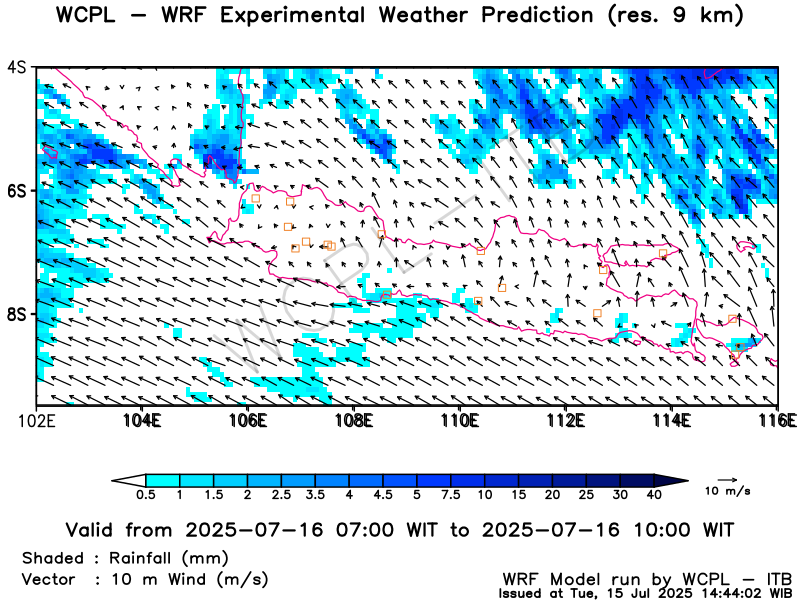 WCPL – WRF Experimental Weather Prediction (res. 9 km)
4S
6S
8S
102E 104E 106E 108E 110E 112E 114E 116E
WCPL-ITB
0.5 1 1.5 2 2.5 3.5 4 4.5 5 7.5 10 15 20 25 30 40
10 m/s
Valid from 2025-07-16 07:00 WIT to 2025-07-16 10:00 WIT
Shaded : Rainfall (mm)
Vector : 10 m Wind (m/s)
WRF Model run by WCPL – ITB
Issued at Tue, 15 Jul 2025 14:44:02 WIB